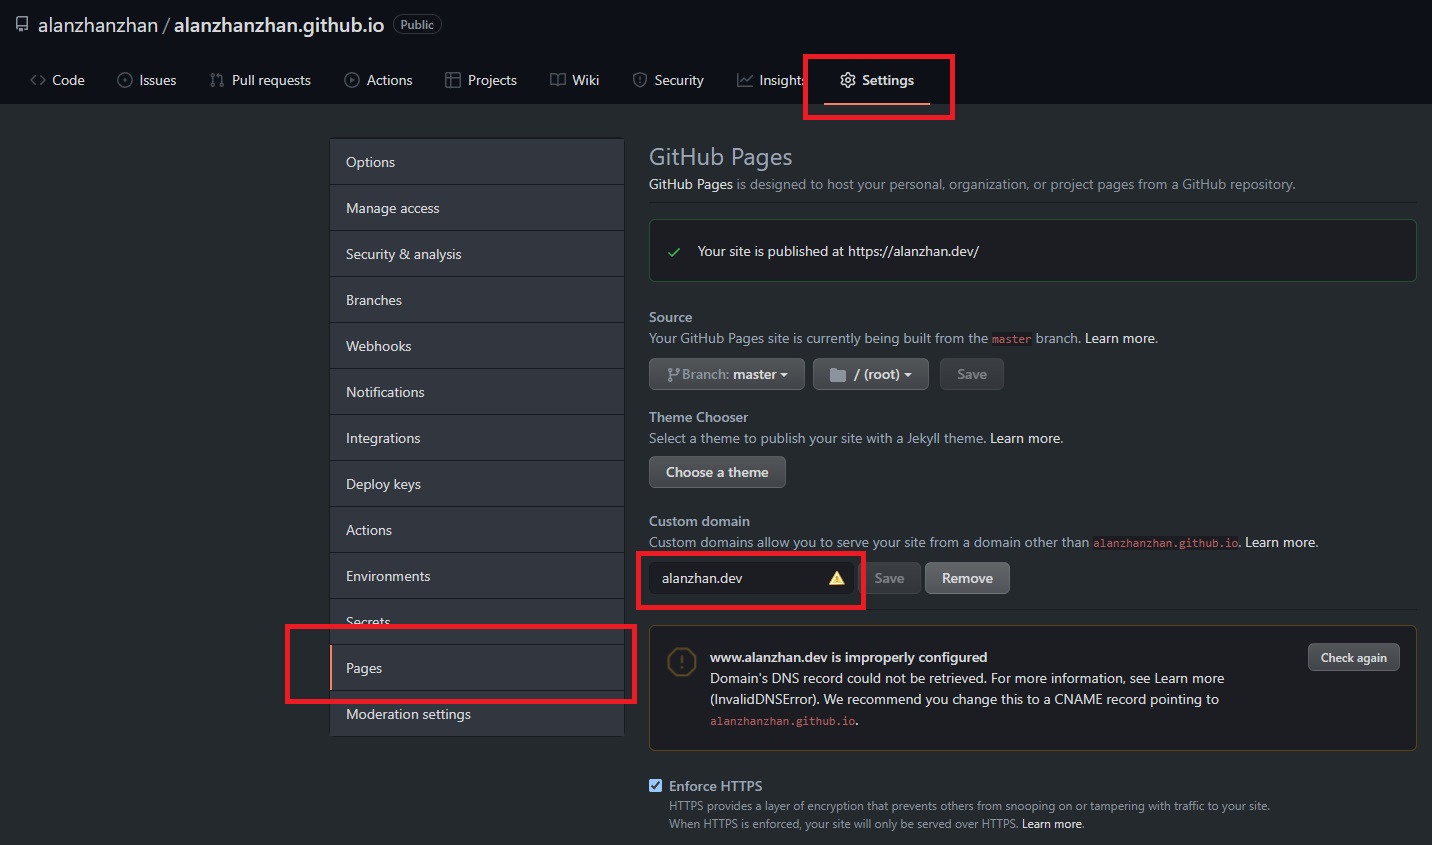 alanzhanzhan / alanzhanzhan.github.io Public
Code Issues Pull requests Actions Projects Wiki Security Insights Settings
Options
Manage access
Security & analysis
Branches
Webhooks
Notifications
Integrations
Deploy keys
Actions
Environments
Secrets
Pages
Moderation settings
GitHub Pages
GitHub Pages is designed to host your personal, organization, or project pages from a GitHub repository.
Your site is published at https://alanzhan.dev/
Source
Your GitHub Pages site is currently being built from the master branch. Learn more.
Branch: master / (root) Save
Theme Chooser
Select a theme to publish your site with a Jekyll theme. Learn more.
Choose a theme
Custom domain
Custom domains allow you to serve your site from a domain other than alanzhanzhan.github.io. Learn more.
alanzhan.dev Save Remove
www.alanzhan.dev is improperly configured
Check again
Domain's DNS record could not be retrieved. For more information, see Learn more
(InvalidDNSError). We recommend you change this to a CNAME record pointing to
alanzhanzhan.github.io.
Enforce HTTPS
HTTPS provides a layer of encryption that prevents others from snooping on or tampering with traffic to your site.
When HTTPS is enforced, your site will only be served over HTTPS. Learn more.